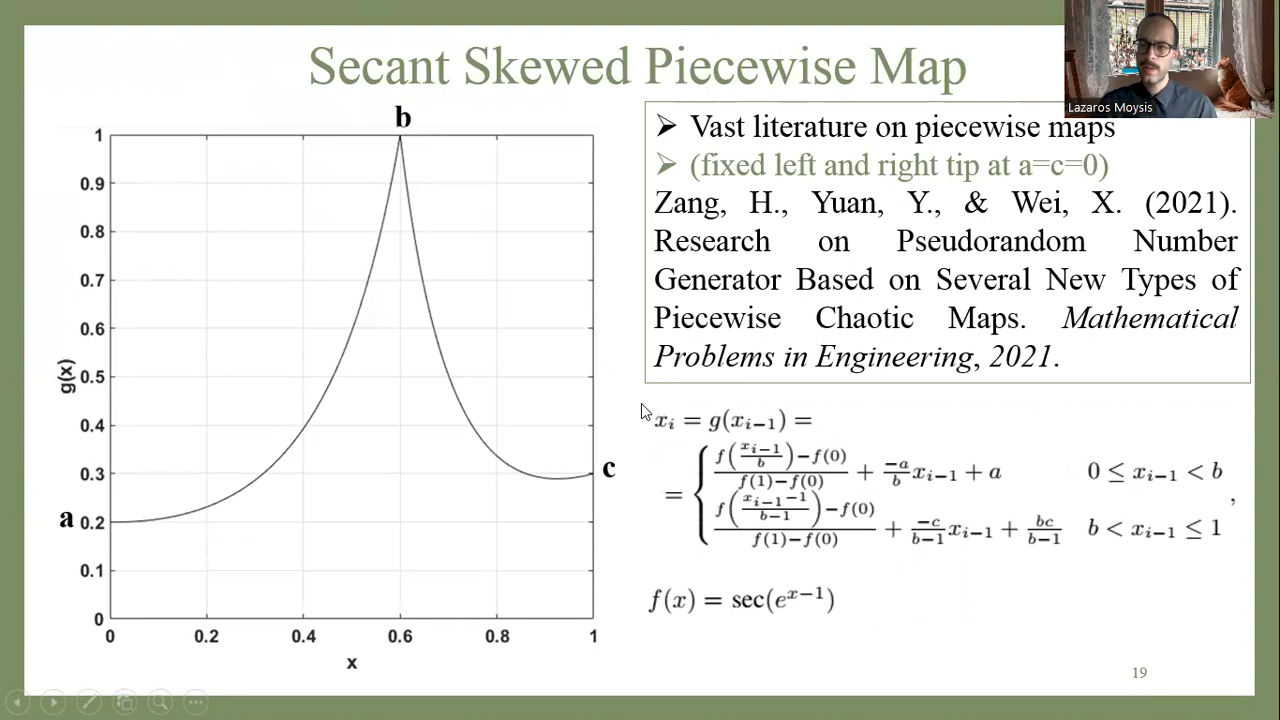 Secant Skewed Piecewise Map
Lazaros Moysis
➢ Vast literature on piecewise maps
➢ (fixed left and right tip at a=c=0)
Zang, H., Yuan, Y., & Wei, X. (2021).
Research on Pseudorandom Number
Generator Based on Several New Types of
Piecewise Chaotic Maps. Mathematical
Problems in Engineering, 2021.
b
1
0.9
0.8
0.7
0.6
0.5
0.4
0.3
0.2
0.1
0
g(x)
a
c
0 0.2 0.4 0.6 0.8 1
x
x_{i−1} → x_i = g(x_{i−1}) =
= { (f(x_{i−1}/b)−f(0))/(f(1)−f(0)) + (−a/b)x_{i−1} + a 0 ≤ x_{i−1} < b
(f((x_{i−1}−1)/(b−1))−f(0))/(f(1)−f(0)) + (−c/(b−1))x_{i−1} + bc/(b−1) b < x_{i−1} ≤ 1 ,
f(x) = sec(e^{x−1})
19